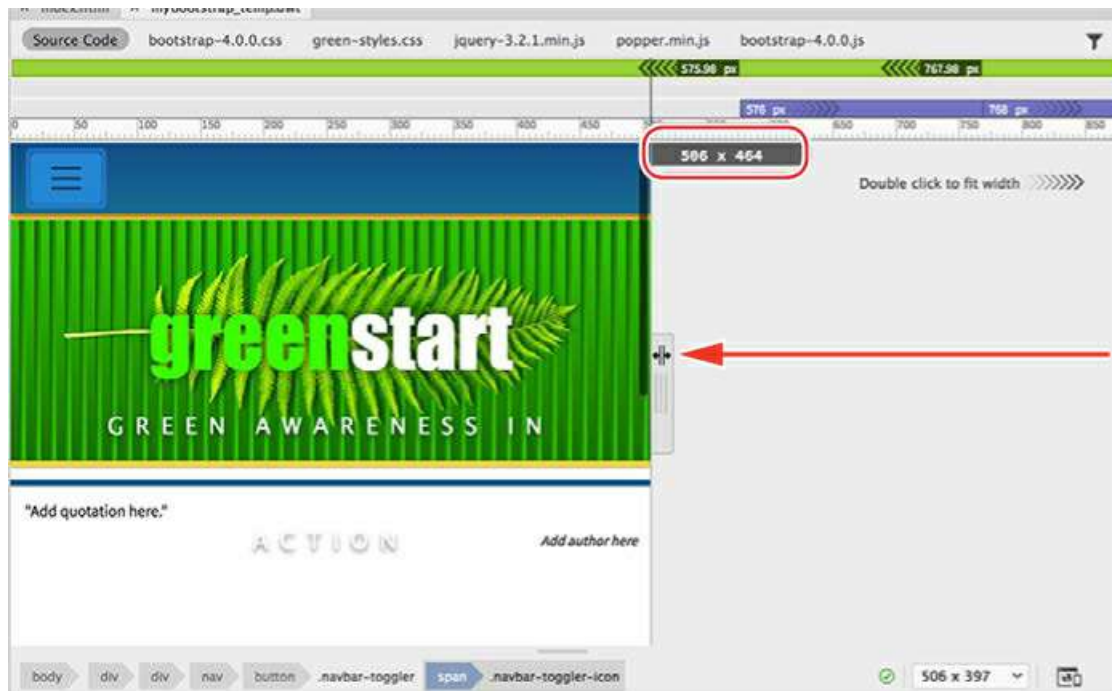 index.html × mybootstrap_temp.dwt
Source Code bootstrap-4.0.0.css green-styles.css jquery-3.2.1.min.js popper.min.js bootstrap-4.0.0.js
575.98 px 767.98 px
576 px 768 px
0 50 100 150 200 250 300 350 400 450 650 700 750 800 850
506 x 464
Double click to fit width
greenstart
GREEN AWARENESS IN
"Add quotation here."
ACTION
Add author here
body div div nav button .navbar-toggler span .navbar-toggler-icon 506 x 397